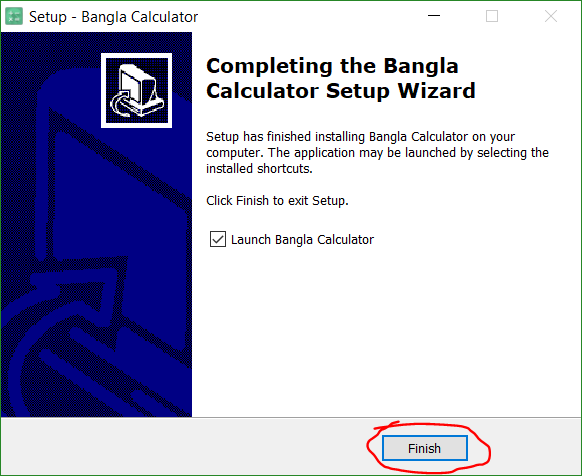 Setup - Bangla Calculator
Completing the Bangla
Calculator Setup Wizard
Setup has finished installing Bangla Calculator on your
computer. The application may be launched by selecting the
installed shortcuts.
Click Finish to exit Setup.
Launch Bangla Calculator
Finish